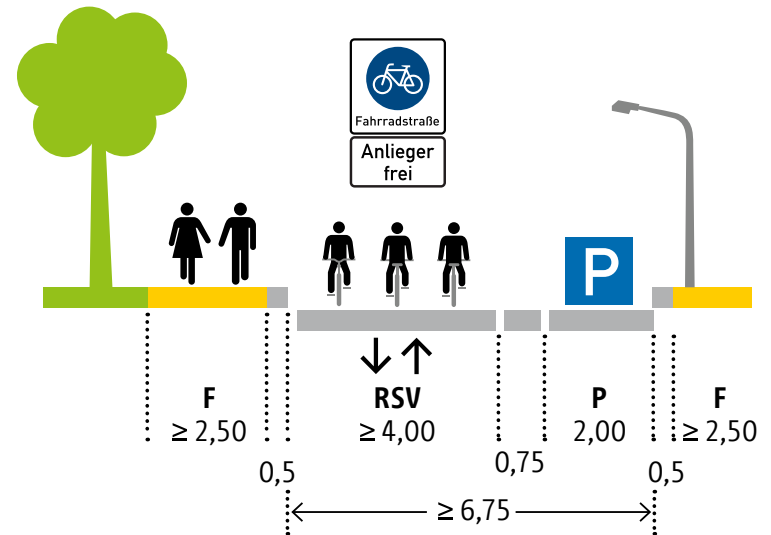 Fahrradstraße
Anlieger
frei
P
F RSV P F
≥ 2,50 ≥ 4,00 2,00 ≥ 2,50
0,5 0,75 0,5
≥ 6,75